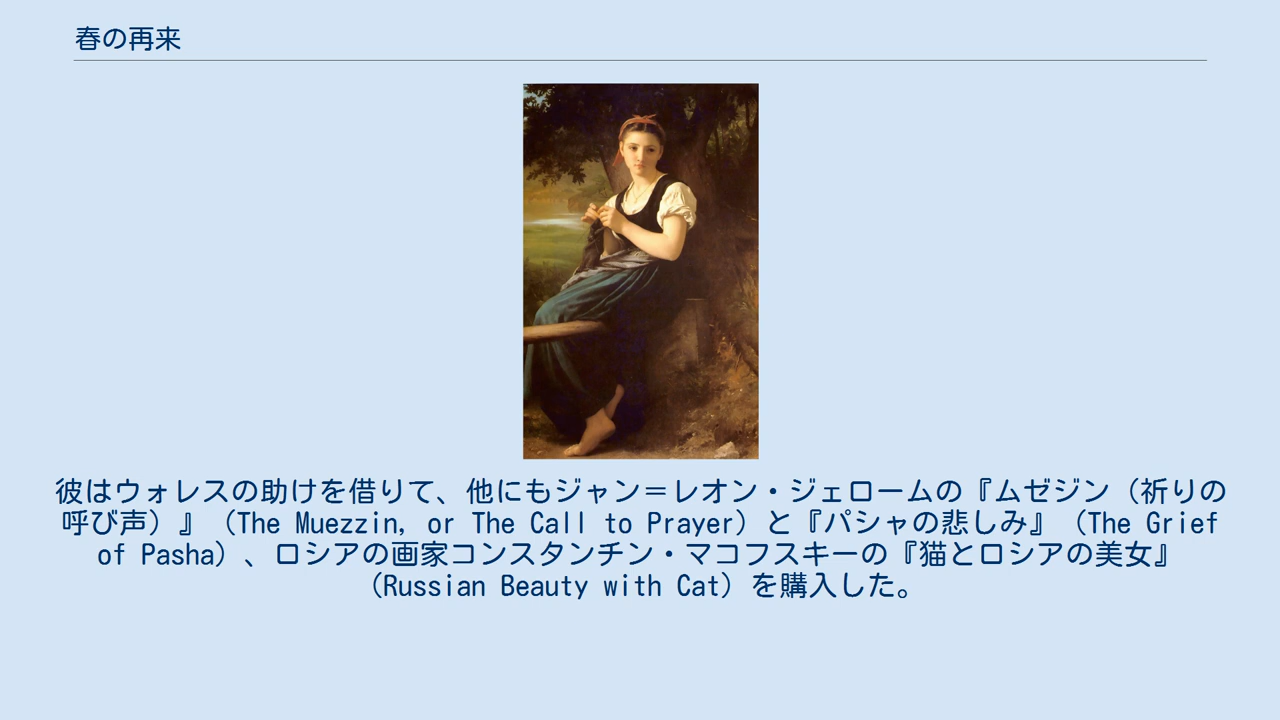 春の再来
彼はウォレスの助けを借りて、他にもジャン＝レオン・ジェロームの『ムゼジン（祈りの
呼び声）』（The Muezzin, or The Call to Prayer）と『パシャの悲しみ』（The Grief
of Pasha）、ロシアの画家コンスタンチン・マコフスキーの『猫とロシアの美女』
（Russian Beauty with Cat）を購入した。